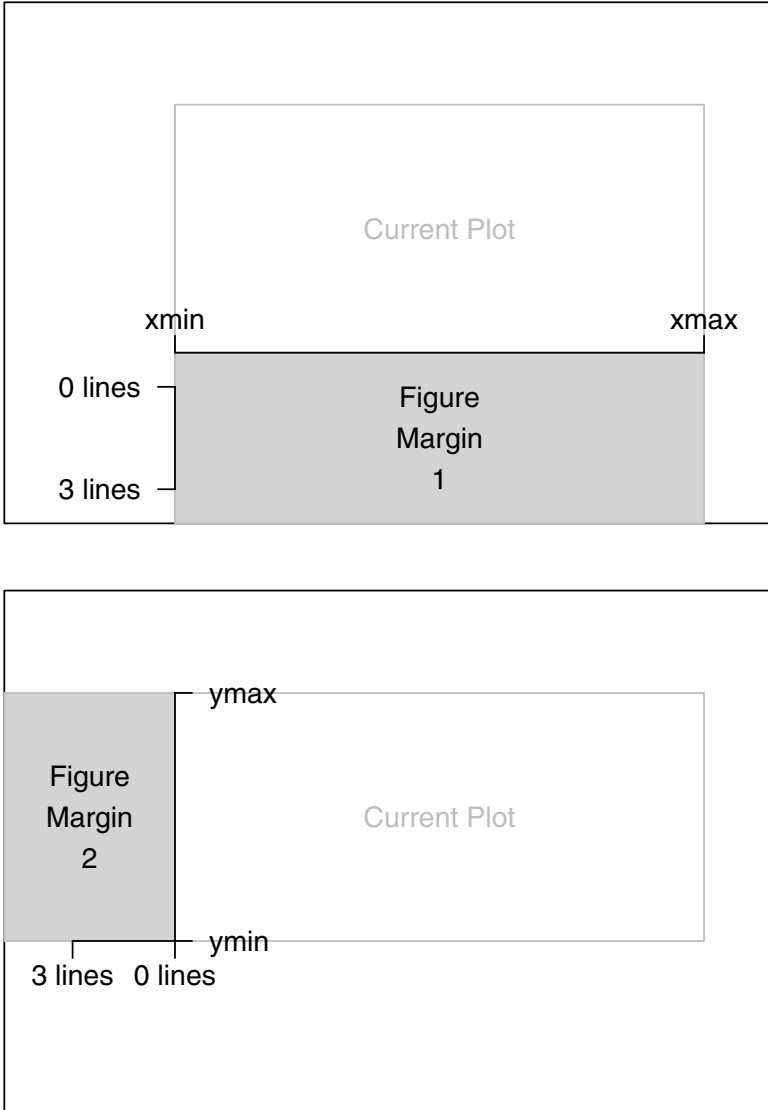 Current Plot
xmin
xmax
0 lines
Figure
Margin
1
3 lines
ymax
Figure
Margin
2
Current Plot
ymin
3 lines
0 lines